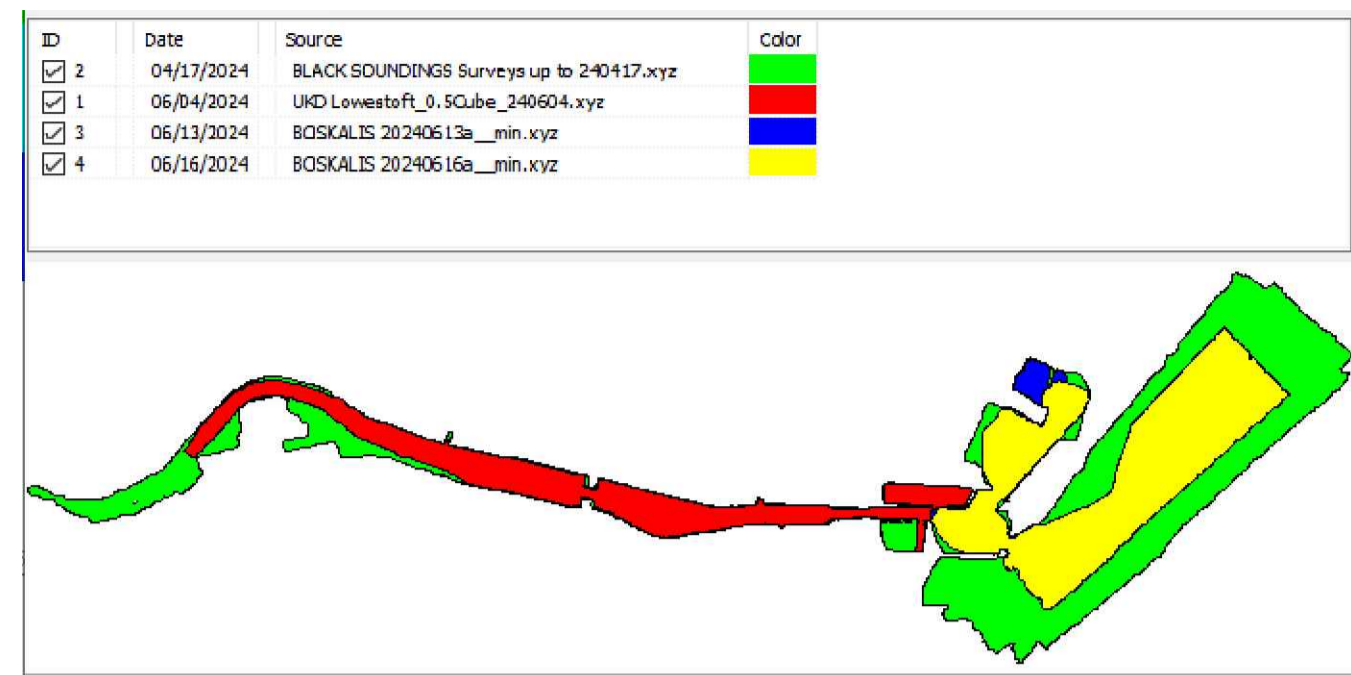 ID Date Source Color
2 04/17/2024 BLACK SOUNDINGS Surveys up to 240417.xyz
1 06/04/2024 UKD Lowestoft_0.5Cube_240604.xyz
3 06/13/2024 BOSKALIS 20240613a__min.xyz
4 06/16/2024 BOSKALIS 20240616a__min.xyz